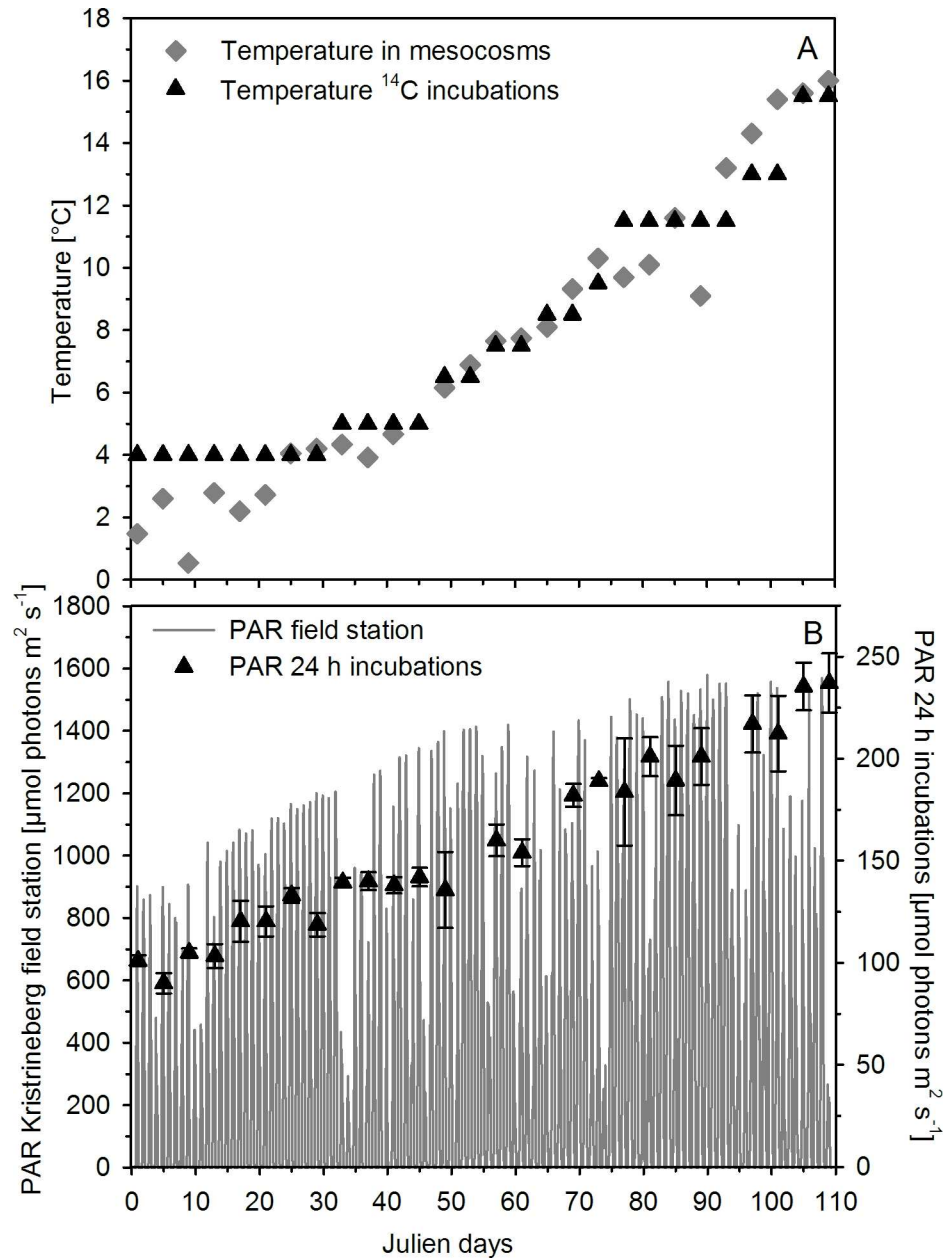 18
16
14
12
10
8
6
4
2
0
Temperature [°C]
Temperature in mesocosms
Temperature ¹⁴C incubations
A
1800
1600
1400
1200
1000
800
600
400
200
0
PAR Kristrineberg field station [µmol photons m² s⁻¹]
PAR field station
PAR 24 h incubations
B
250
200
150
100
50
0
PAR 24 h incubations [µmol photons m² s⁻¹]
0 10 20 30 40 50 60 70 80 90 100 110
Julien days